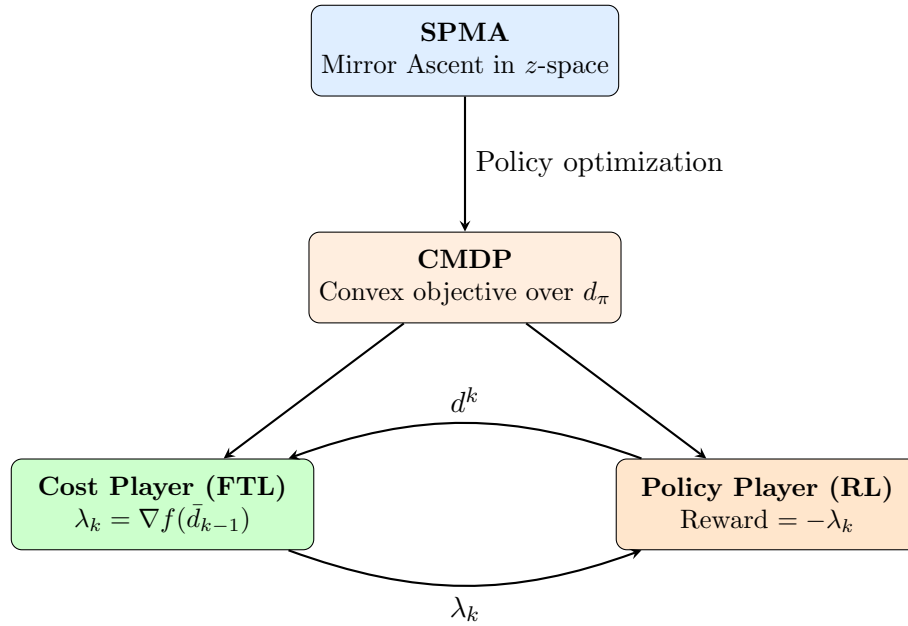 SPMA
Mirror Ascent in z-space
Policy optimization
CMDP
Convex objective over d_π
d^k
Cost Player (FTL)
λ_k = ∇f(d̄_{k−1})
Policy Player (RL)
Reward = −λ_k
λ_k